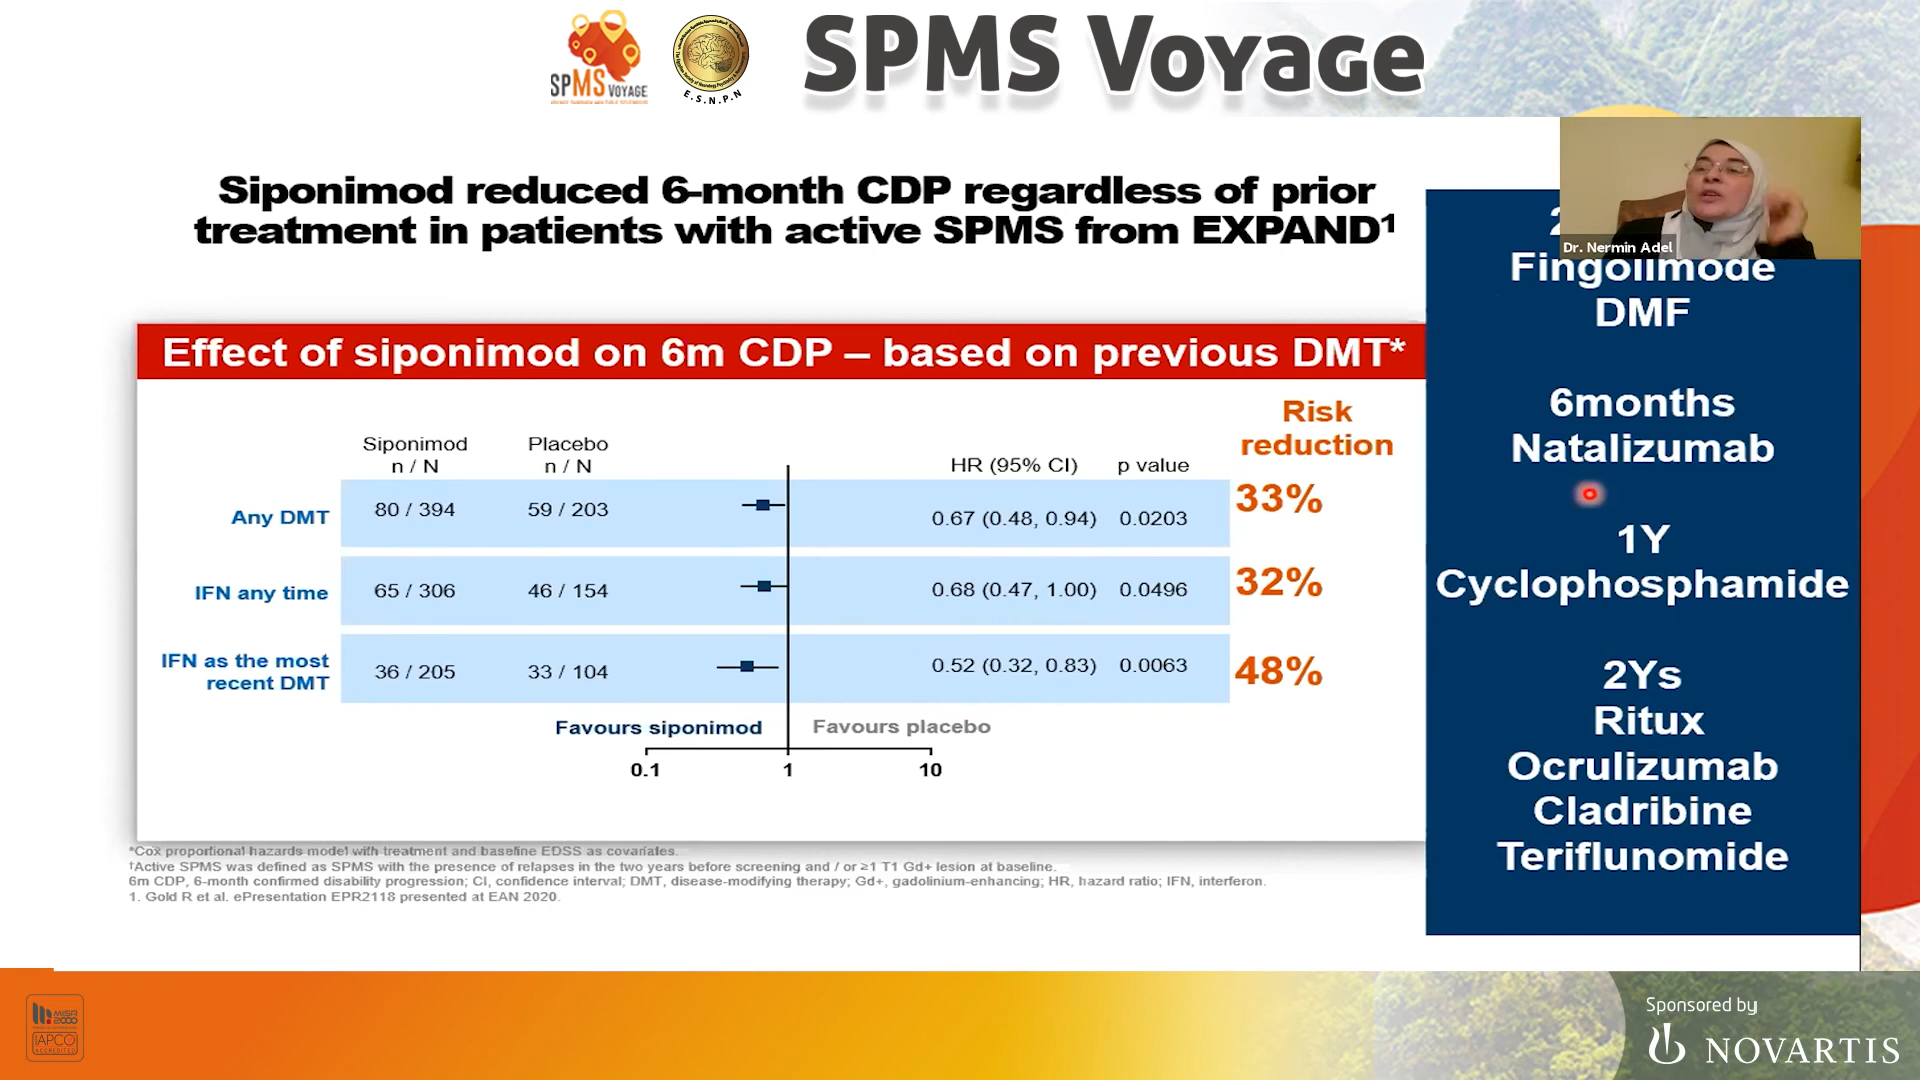 SPMS VOYAGE
E.S.N.P.N
SPMS Voyage
Siponimod reduced 6-month CDP regardless of prior
treatment in patients with active SPMS from EXPAND¹
Dr. Nermin Adel
Effect of siponimod on 6m CDP – based on previous DMT*
Risk
reduction
Siponimod Placebo
n / N n / N HR (95% CI) p value
Any DMT 80 / 394 59 / 203 0.67 (0.48, 0.94) 0.0203 33%
IFN any time 65 / 306 46 / 154 0.68 (0.47, 1.00) 0.0496 32%
IFN as the most
recent DMT 36 / 205 33 / 104 0.52 (0.32, 0.83) 0.0063 48%
Favours siponimod Favours placebo
0.1 1 10
*Cox proportional hazards model with treatment and baseline EDSS as covariates.
†Active SPMS was defined as SPMS with the presence of relapses in the two years before screening and / or ≥1 T1 Gd+ lesion at baseline.
6m CDP, 6-month confirmed disability progression; CI, confidence interval; DMT, disease-modifying therapy; Gd+, gadolinium-enhancing; HR, hazard ratio; IFN, interferon.
1. Gold R et al. ePresentation EPR2118 presented at EAN 2020.
Fingolimode
DMF
6months
Natalizumab
1Y
Cyclophosphamide
2Ys
Ritux
Ocrulizumab
Cladribine
Teriflunomide
MISR
2000
IAPCO
ACCREDITED
Sponsored by
NOVARTIS